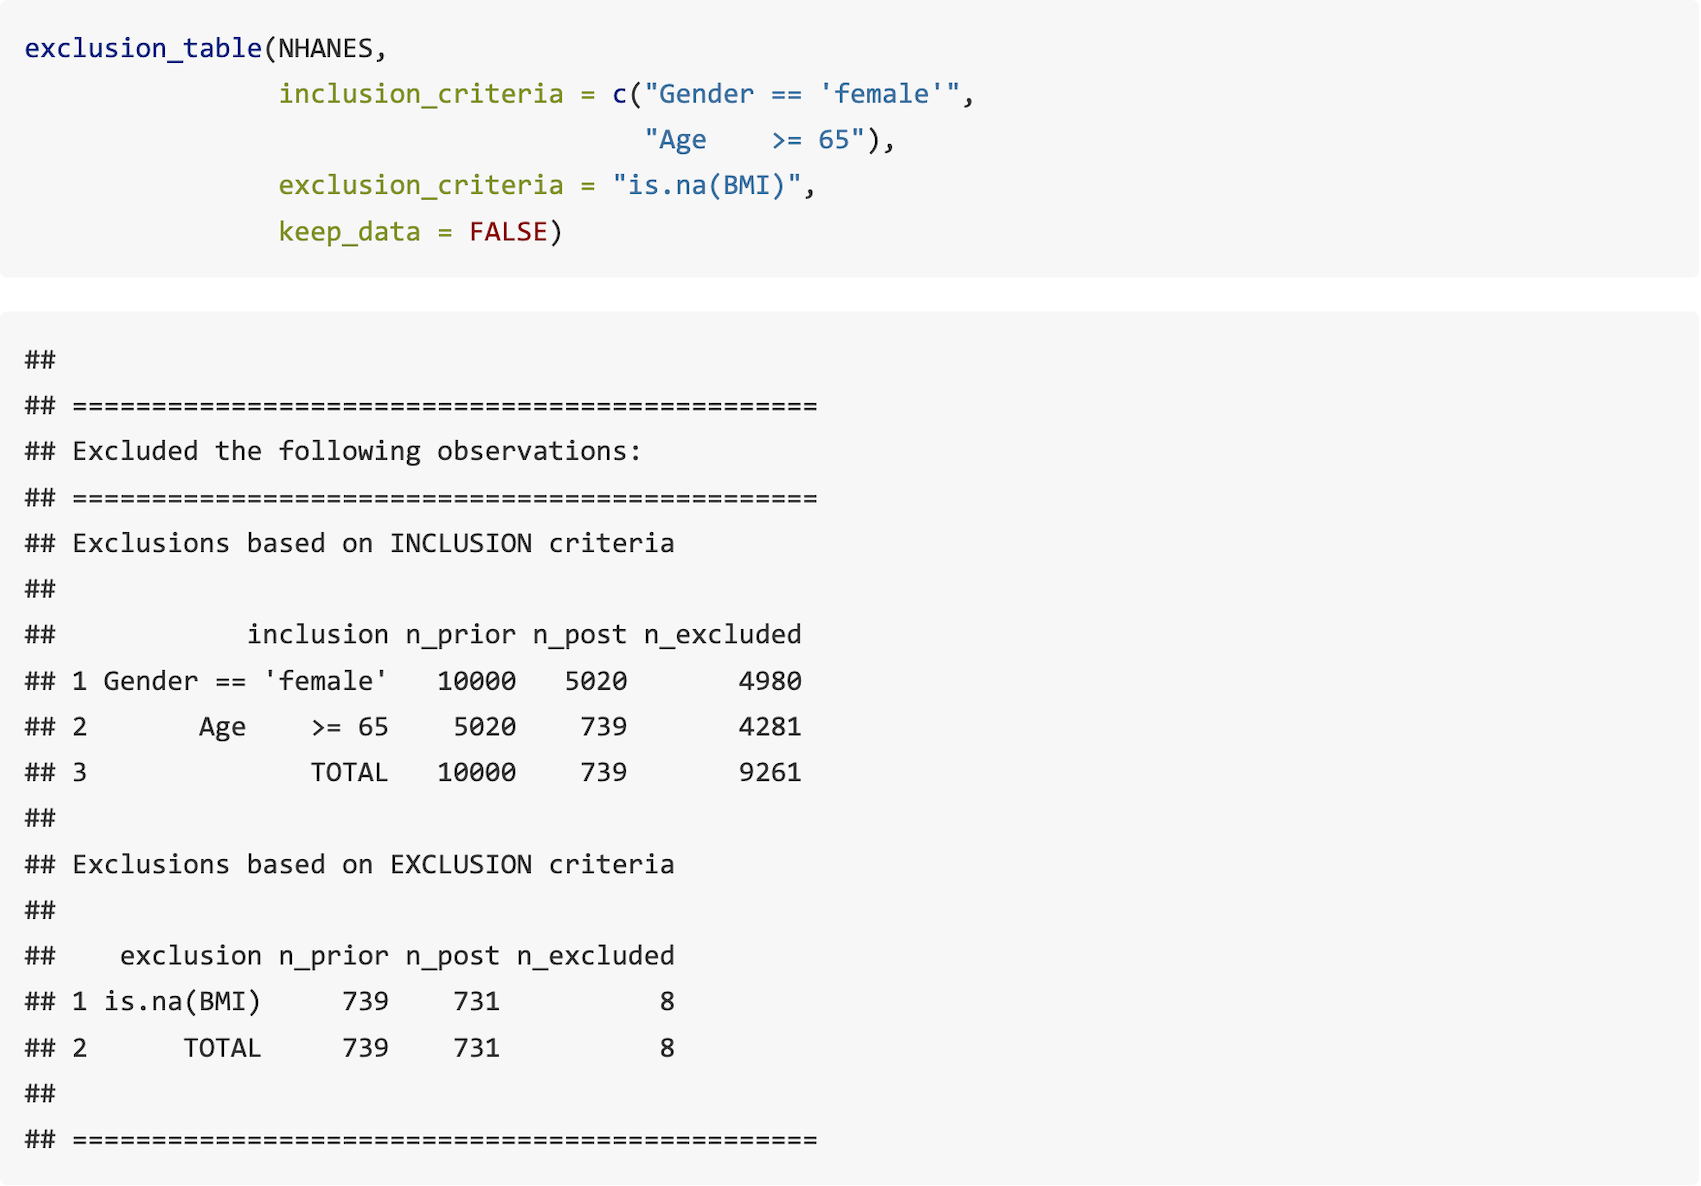 exclusion_table(NHANES,
                inclusion_criteria = c("Gender == 'female'",
                                       "Age    >= 65"),
                exclusion_criteria = "is.na(BMI)",
                keep_data = FALSE)
##
## ===============================================
## Excluded the following observations:
## ===============================================
## Exclusions based on INCLUSION criteria
##
##            inclusion n_prior n_post n_excluded
## 1 Gender == 'female'   10000   5020       4980
## 2       Age    >= 65    5020    739       4281
## 3              TOTAL   10000    739       9261
##
## Exclusions based on EXCLUSION criteria
##
##    exclusion n_prior n_post n_excluded
## 1 is.na(BMI)     739    731          8
## 2      TOTAL     739    731          8
##
## ===============================================